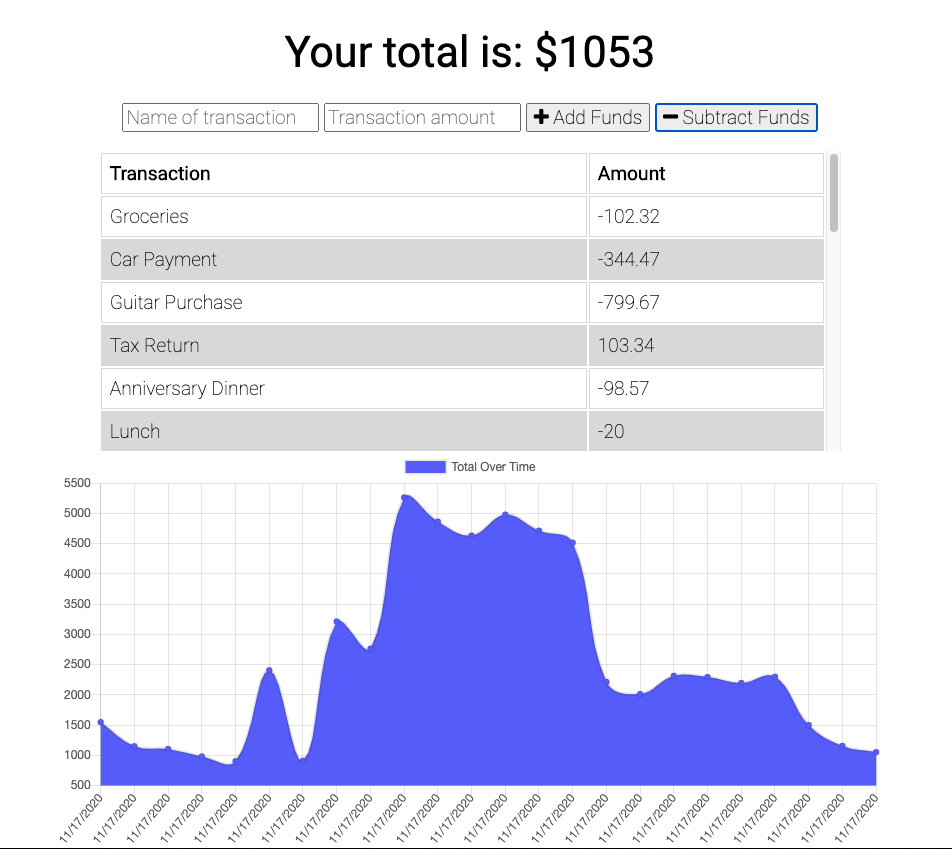 Your total is: $1053
Name of transaction Transaction amount Add Funds Subtract Funds
Transaction Amount
Groceries -102.32
Car Payment -344.47
Guitar Purchase -799.67
Tax Return 103.34
Anniversary Dinner -98.57
Lunch -20
Total Over Time
5500
5000
4500
4000
3500
3000
2500
2000
1500
1000
500
11/17/2020 11/17/2020 11/17/2020 11/17/2020 11/17/2020 11/17/2020 11/17/2020 11/17/2020 11/17/2020 11/17/2020 11/17/2020 11/17/2020 11/17/2020 11/17/2020 11/17/2020 11/17/2020 11/17/2020 11/17/2020 11/17/2020 11/17/2020 11/17/2020 11/17/2020 11/17/2020 11/17/2020